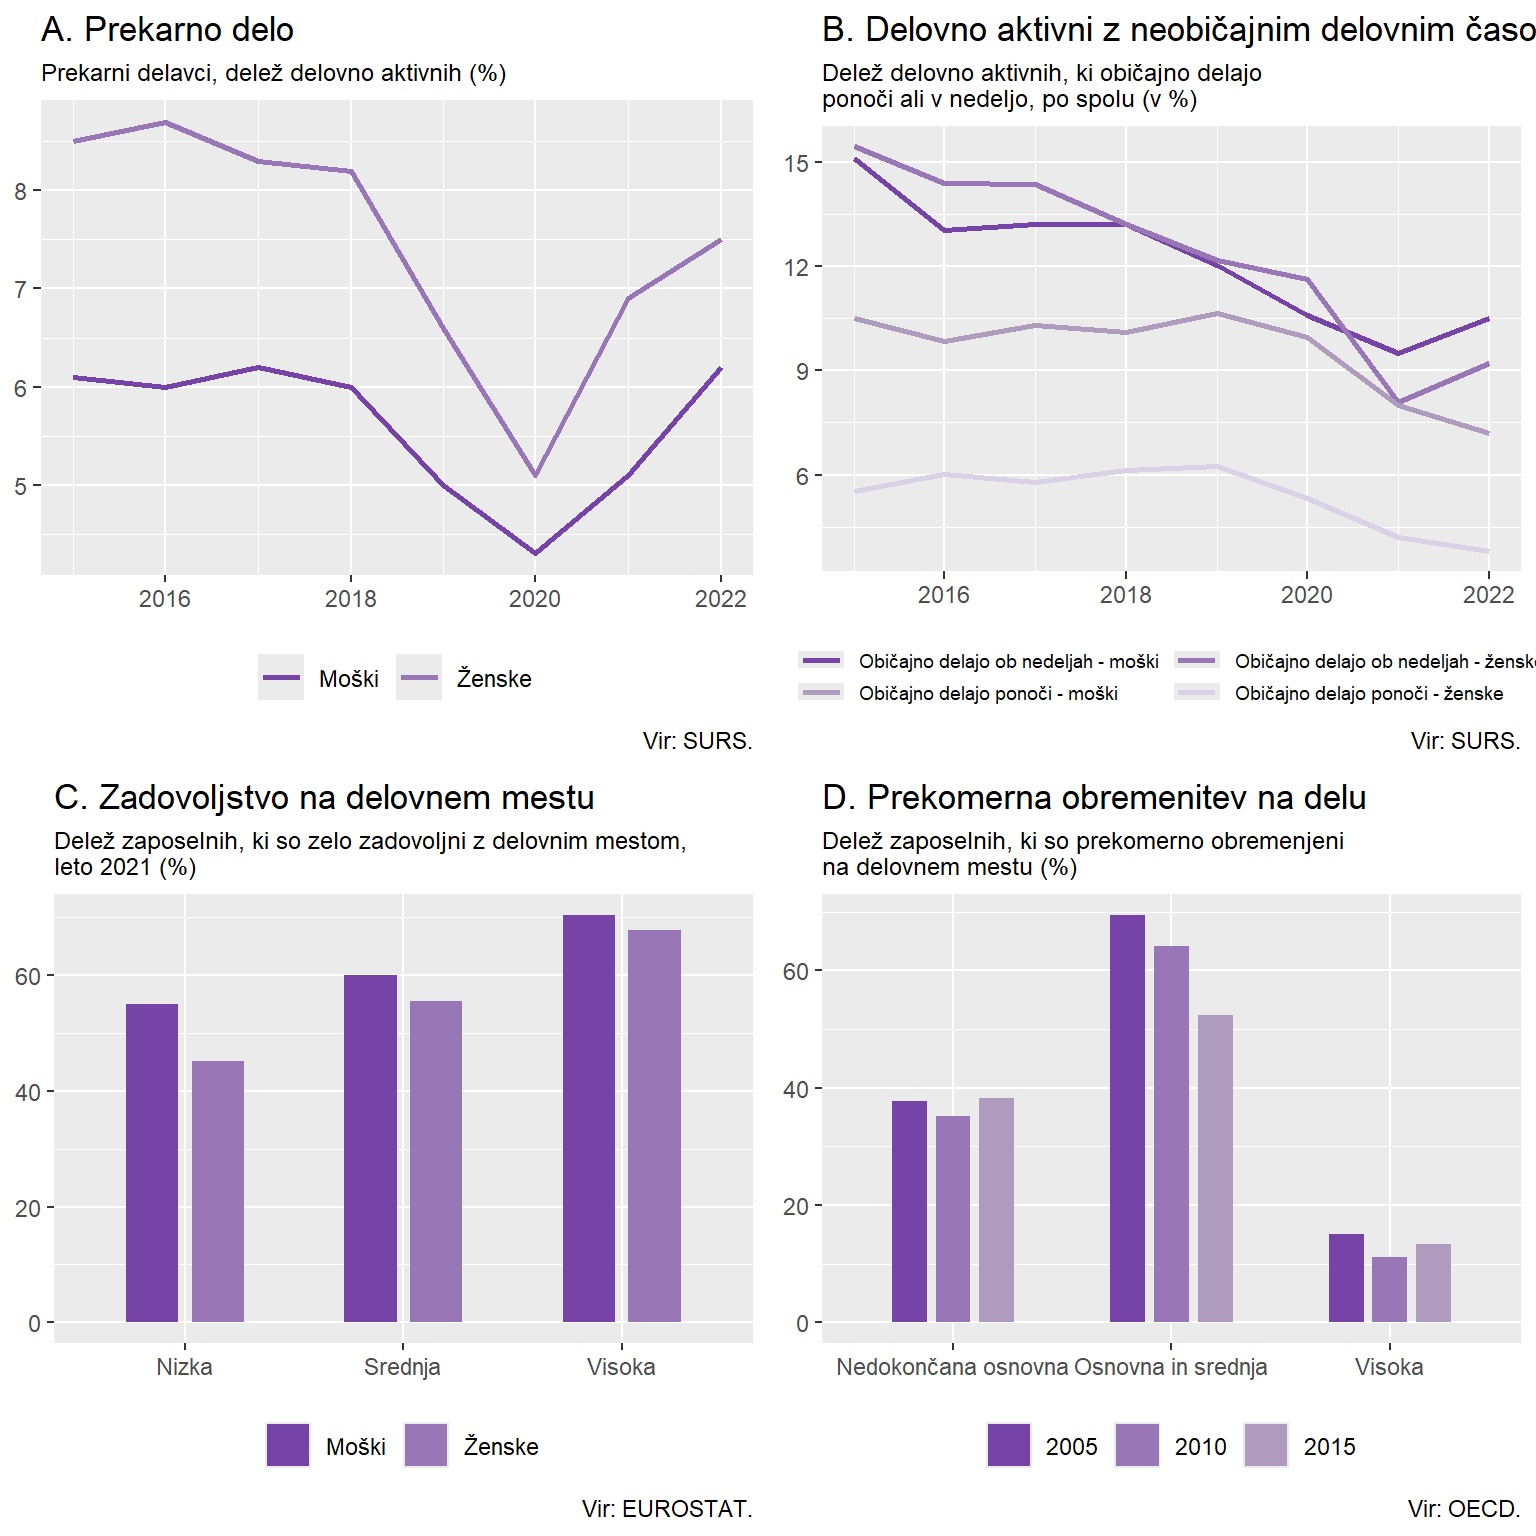 A. Prekarno delo
Prekarni delavci, delež delovno aktivnih (%)
8
7
6
5
2016 2018 2020 2022
Moški Ženske
Vir: SURS.
B. Delovno aktivni z neobičajnim delovnim časo
Delež delovno aktivnih, ki običajno delajo
ponoči ali v nedeljo, po spolu (v %)
15
12
9
6
2016 2018 2020 2022
Običajno delajo ob nedeljah - moški Običajno delajo ob nedeljah - žensk
Običajno delajo ponoči - moški Običajno delajo ponoči - ženske
Vir: SURS.
C. Zadovoljstvo na delovnem mestu
Delež zaposelnih, ki so zelo zadovoljni z delovnim mestom,
leto 2021 (%)
60
40
20
0
Nizka Srednja Visoka
Moški Ženske
Vir: EUROSTAT.
D. Prekomerna obremenitev na delu
Delež zaposelnih, ki so prekomerno obremenjeni
na delovnem mestu (%)
60
40
20
0
Nedokončana osnovna Osnovna in srednja Visoka
2005 2010 2015
Vir: OECD.